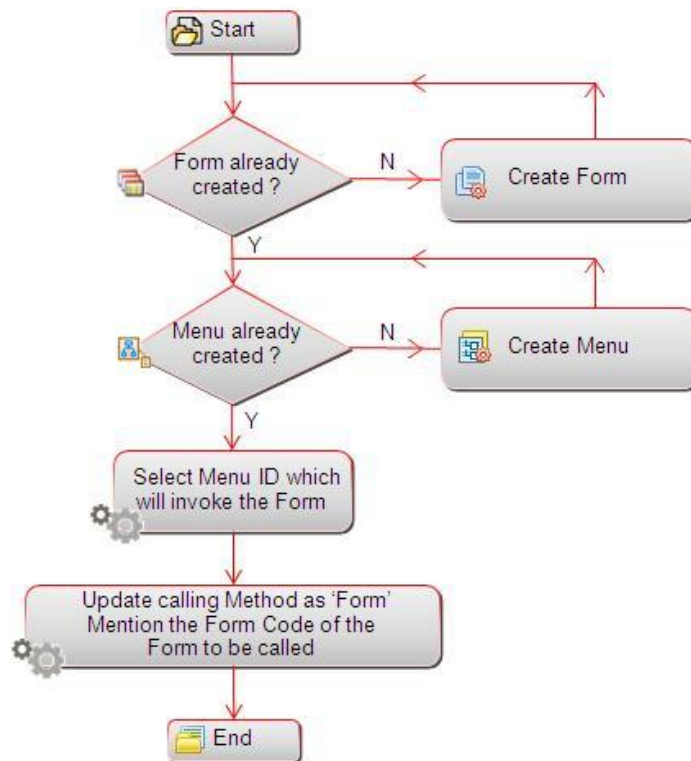 Start
Form already
created ?
N
Create Form
Y
Menu already
created ?
N
Create Menu
Y
Select Menu ID which
will invoke the Form
Update calling Method as ‘Form’
Mention the Form Code of the
Form to be called
End